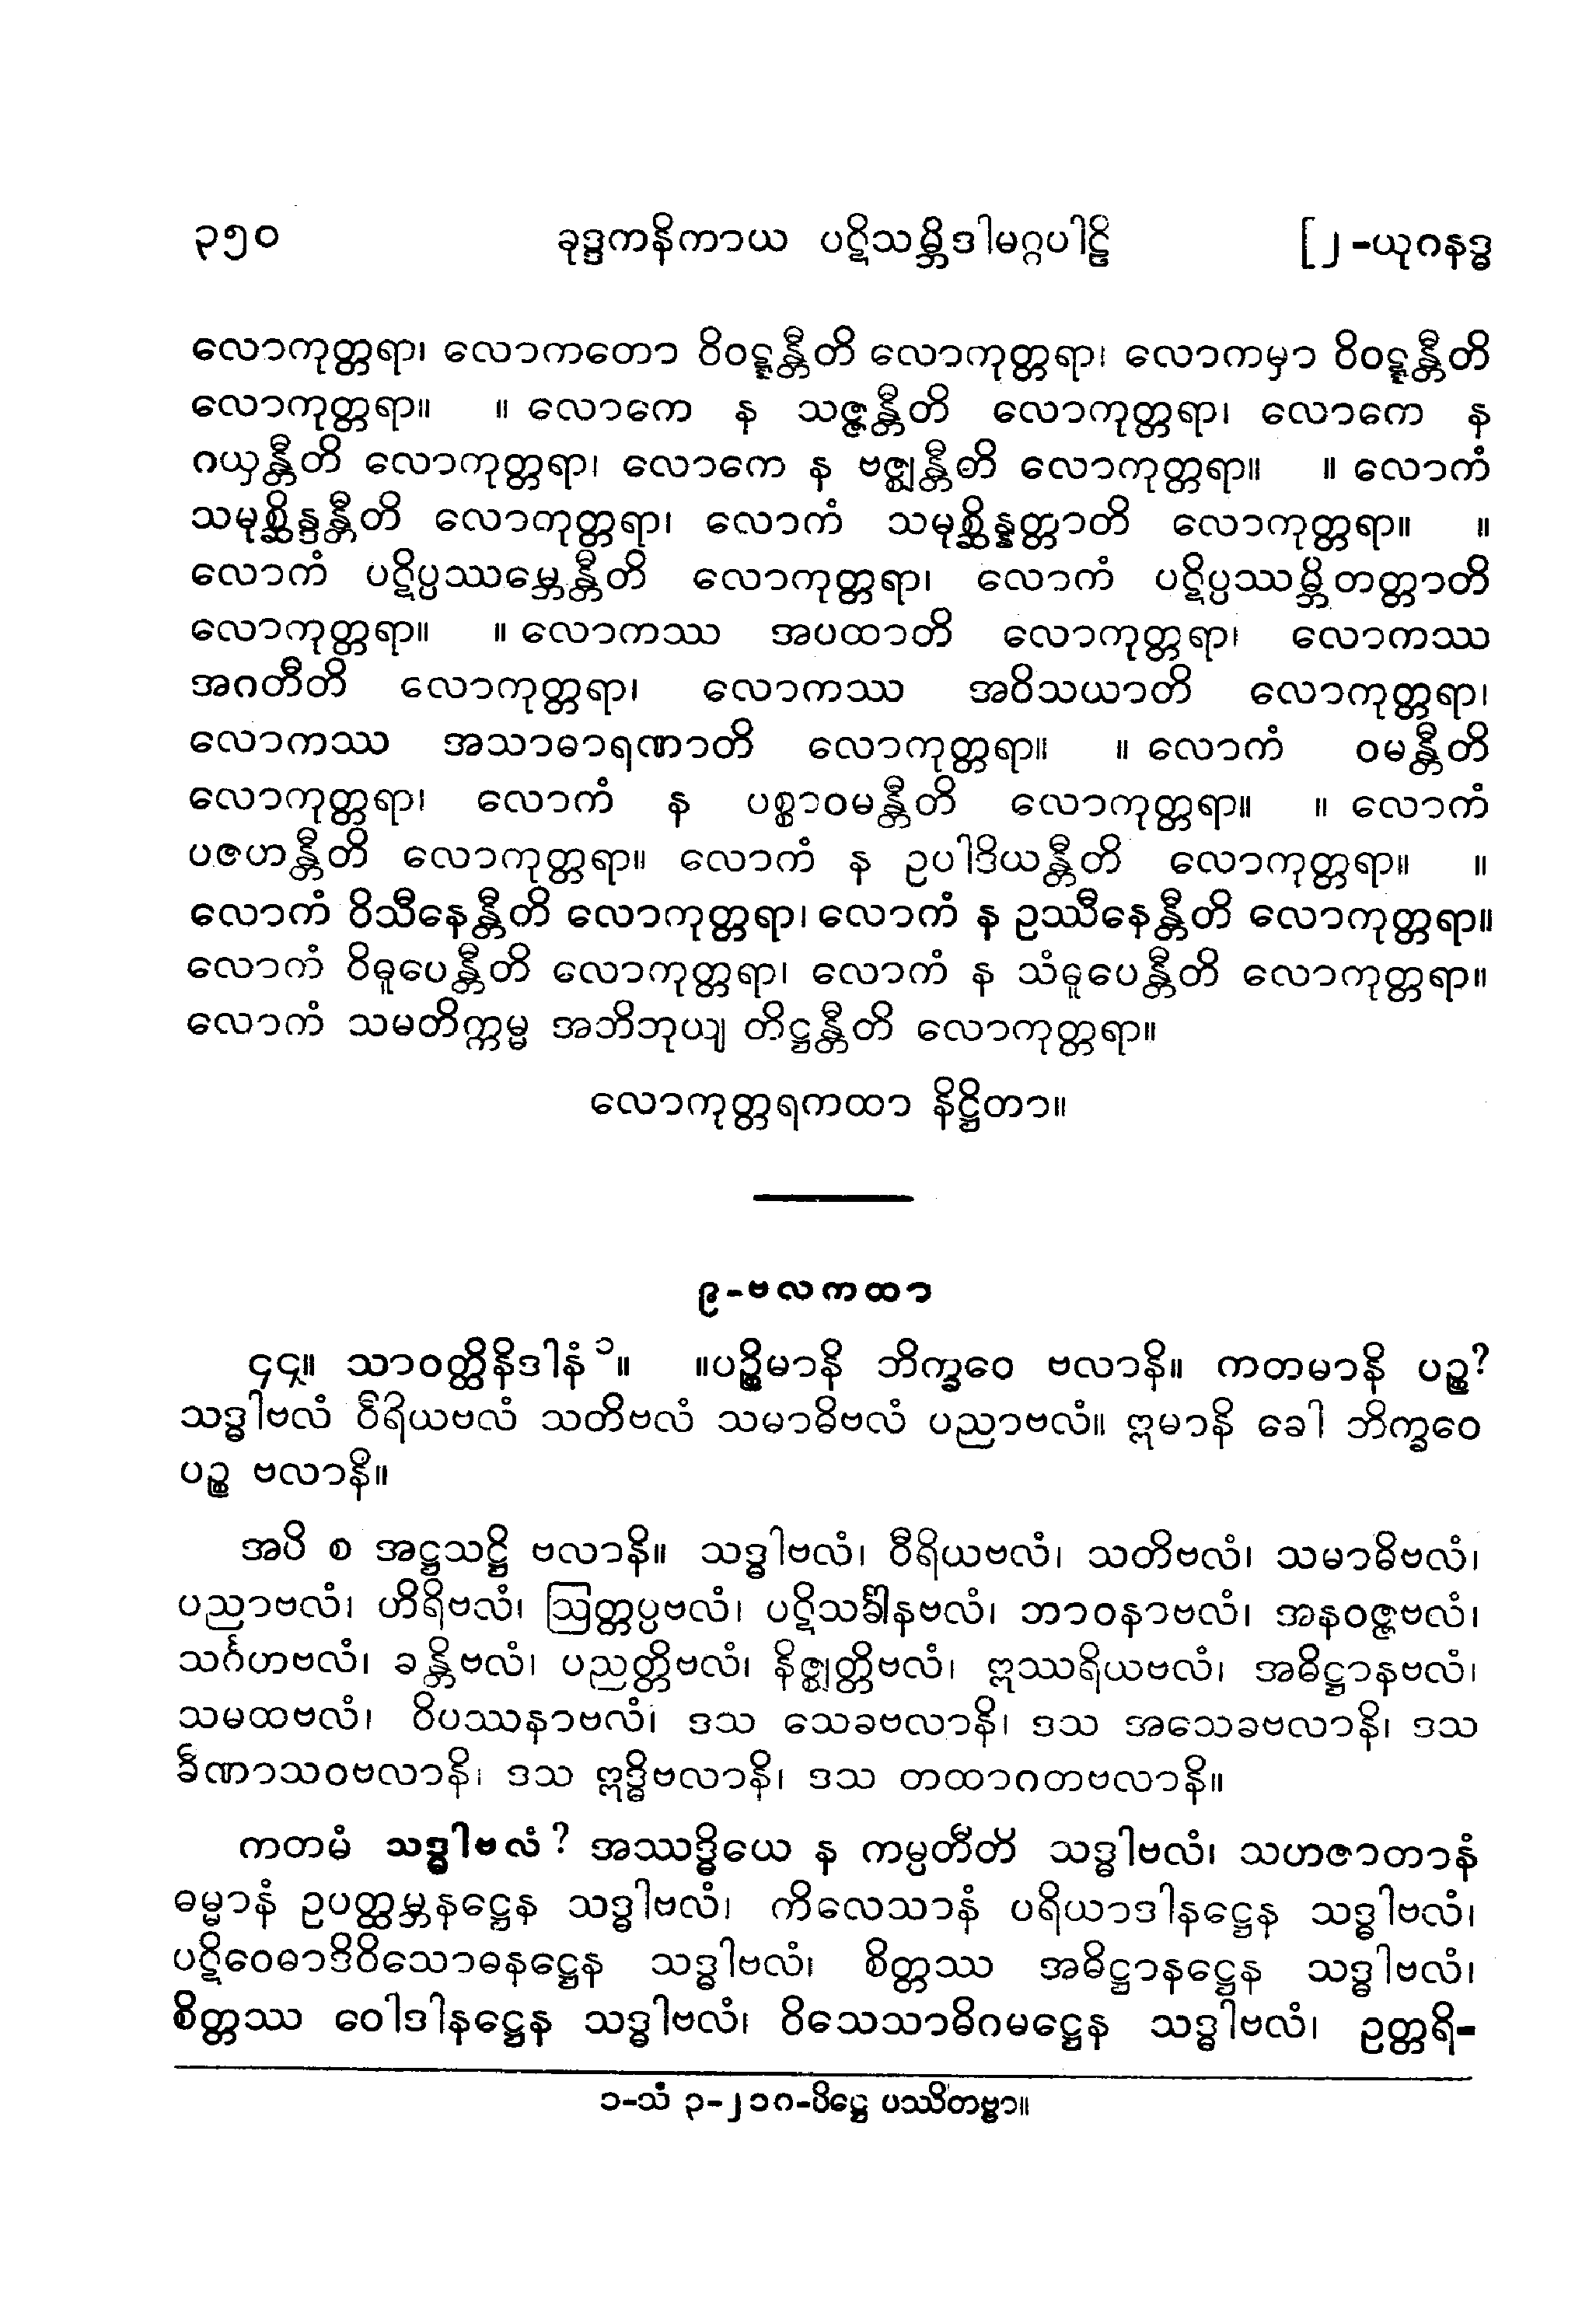 ၃၅၀ ခုဒ္ဒကနိကာယ ပဋိသမ္ဘိဒါမဂ္ဂပါဠိ [၂-ယုဂနဒ္ဓ
လောကုတ္တရာ၊ လောကတော ဝိဝဋ္ဋန္တီတိ လောကုတ္တရာ၊ လောကမှာ ဝိဝဋ္ဋန္တီတိ
လောကုတ္တရာ။ ။ လောကေ န သဇ္ဇန္တီတိ လောကုတ္တရာ၊ လောကေ န
ဂယှန္တီတိ လောကုတ္တရာ၊ လောကေ န ဗဇ္ဈန္တီတိ လောကုတ္တရာ။ ။ လောကံ
သမုစ္ဆိန္ဒန္တီတိ လောကုတ္တရာ၊ လောကံ သမုစ္ဆိန္နတ္တာတိ လောကုတ္တရာ။ ။
လောကံ ပဋိပ္ပဿမ္ဘေန္တီတိ လောကုတ္တရာ၊ လောကံ ပဋိပ္ပဿမ္ဘိတတ္တာတိ
လောကုတ္တရာ။ ။ လောကဿ အပထာတိ လောကုတ္တရာ၊ လောကဿ
အဂတီတိ လောကုတ္တရာ၊ လောကဿ အဝိသယာတိ လောကုတ္တရာ၊
လောကဿ အသာဓာရဏာတိ လောကုတ္တရာ။ ။ လောကံ ဝမန္တီတိ
လောကုတ္တရာ၊ လောကံ န ပစ္စာဝမန္တီတိ လောကုတ္တရာ။ ။ လောကံ
ပဇဟန္တီတိ လောကုတ္တရာ။ လောကံ န ဥပါဒိယန္တီတိ လောကုတ္တရာ။ ။
လောကံ ဝိသီနေန္တီတိ လောကုတ္တရာ၊ လောကံ န ဥဿီနေန္တီတိ လောကုတ္တရာ။
လောကံ ဝိဓူပေန္တီတိ လောကုတ္တရာ၊ လောကံ န သံဓူပေန္တီတိ လောကုတ္တရာ။
လောကံ သမတိက္ကမ္မ အဘိဘုယျ တိဋ္ဌန္တီတိ လောကုတ္တရာ။
လောကုတ္တရကထာ နိဋ္ဌိတာ။
၉-ဗလကထာ
၄၄။ သာဝတ္ထိနိဒါနံ ၁။ ။ပဉ္စိမာနိ ဘိက္ခဝေ ဗလာနိ။ ကတမာနိ ပဉ္စ?
သဒ္ဓါဗလံ ဝီရိယဗလံ သတိဗလံ သမာဓိဗလံ ပညာဗလံ။ ဣမာနိ ခေါ ဘိက္ခဝေ
ပဉ္စ ဗလာနိ။
အပိ စ အဋ္ဌသဋ္ဌိ ဗလာနိ။ သဒ္ဓါဗလံ၊ ဝီရိယဗလံ၊ သတိဗလံ၊ သမာဓိဗလံ၊
ပညာဗလံ၊ ဟိရိဗလံ၊ ဩတ္တပ္ပဗလံ၊ ပဋိသင်္ခါနဗလံ၊ ဘာဝနာဗလံ၊ အနဝဇ္ဇဗလံ၊
သင်္ဂဟဗလံ၊ ခန္တိဗလံ၊ ပညတ္တိဗလံ၊ နိဇ္ဈတ္တိဗလံ၊ ဣဿရိယဗလံ၊ အဓိဋ္ဌာနဗလံ၊
သမထဗလံ၊ ဝိပဿနာဗလံ၊ ဒသ သေခဗလာနိ၊ ဒသ အသေခဗလာနိ၊ ဒသ
ခီဏာသဝဗလာနိ၊ ဒသ ဣဒ္ဓိဗလာနိ၊ ဒသ တထာဂတဗလာနိ။
ကတမံ သဒ္ဓါဗလံ? အဿဒ္ဓိယေ န ကမ္ပတီတိ သဒ္ဓါဗလံ၊ သဟဇာတာနံ
ဓမ္မာနံ ဥပတ္ထမ္ဘနဋ္ဌေန သဒ္ဓါဗလံ၊ ကိလေသာနံ ပရိယာဒါနဋ္ဌေန သဒ္ဓါဗလံ၊
ပဋိဝေဓာဒိဝိသောဓနဋ္ဌေန သဒ္ဓါဗလံ၊ စိတ္တဿ အဓိဋ္ဌာနဋ္ဌေန သဒ္ဓါဗလံ၊
စိတ္တဿ ဝေါဒါနဋ္ဌေန သဒ္ဓါဗလံ၊ ဝိသေသာဓိဂမဋ္ဌေန သဒ္ဓါဗလံ၊ ဥတ္တရိ-
၁-သံ ၃-၂၁၈-ပိဋ္ဌေ ပဿိတဗ္ဗာ။